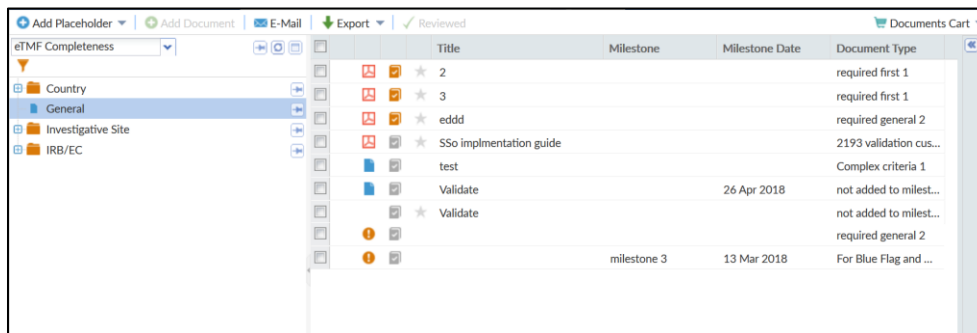 Add Placeholder Add Document E-Mail Export Reviewed Documents Cart
eTMF Completeness
Title Milestone Milestone Date Document Type
Country
General
Investigative Site
IRB/EC
2 required first 1
3 required first 1
eddd required general 2
SSo implmentation guide 2193 validation cus...
test Complex criteria 1
Validate 26 Apr 2018 not added to milest...
Validate not added to milest...
required general 2
milestone 3 13 Mar 2018 For Blue Flag and ...